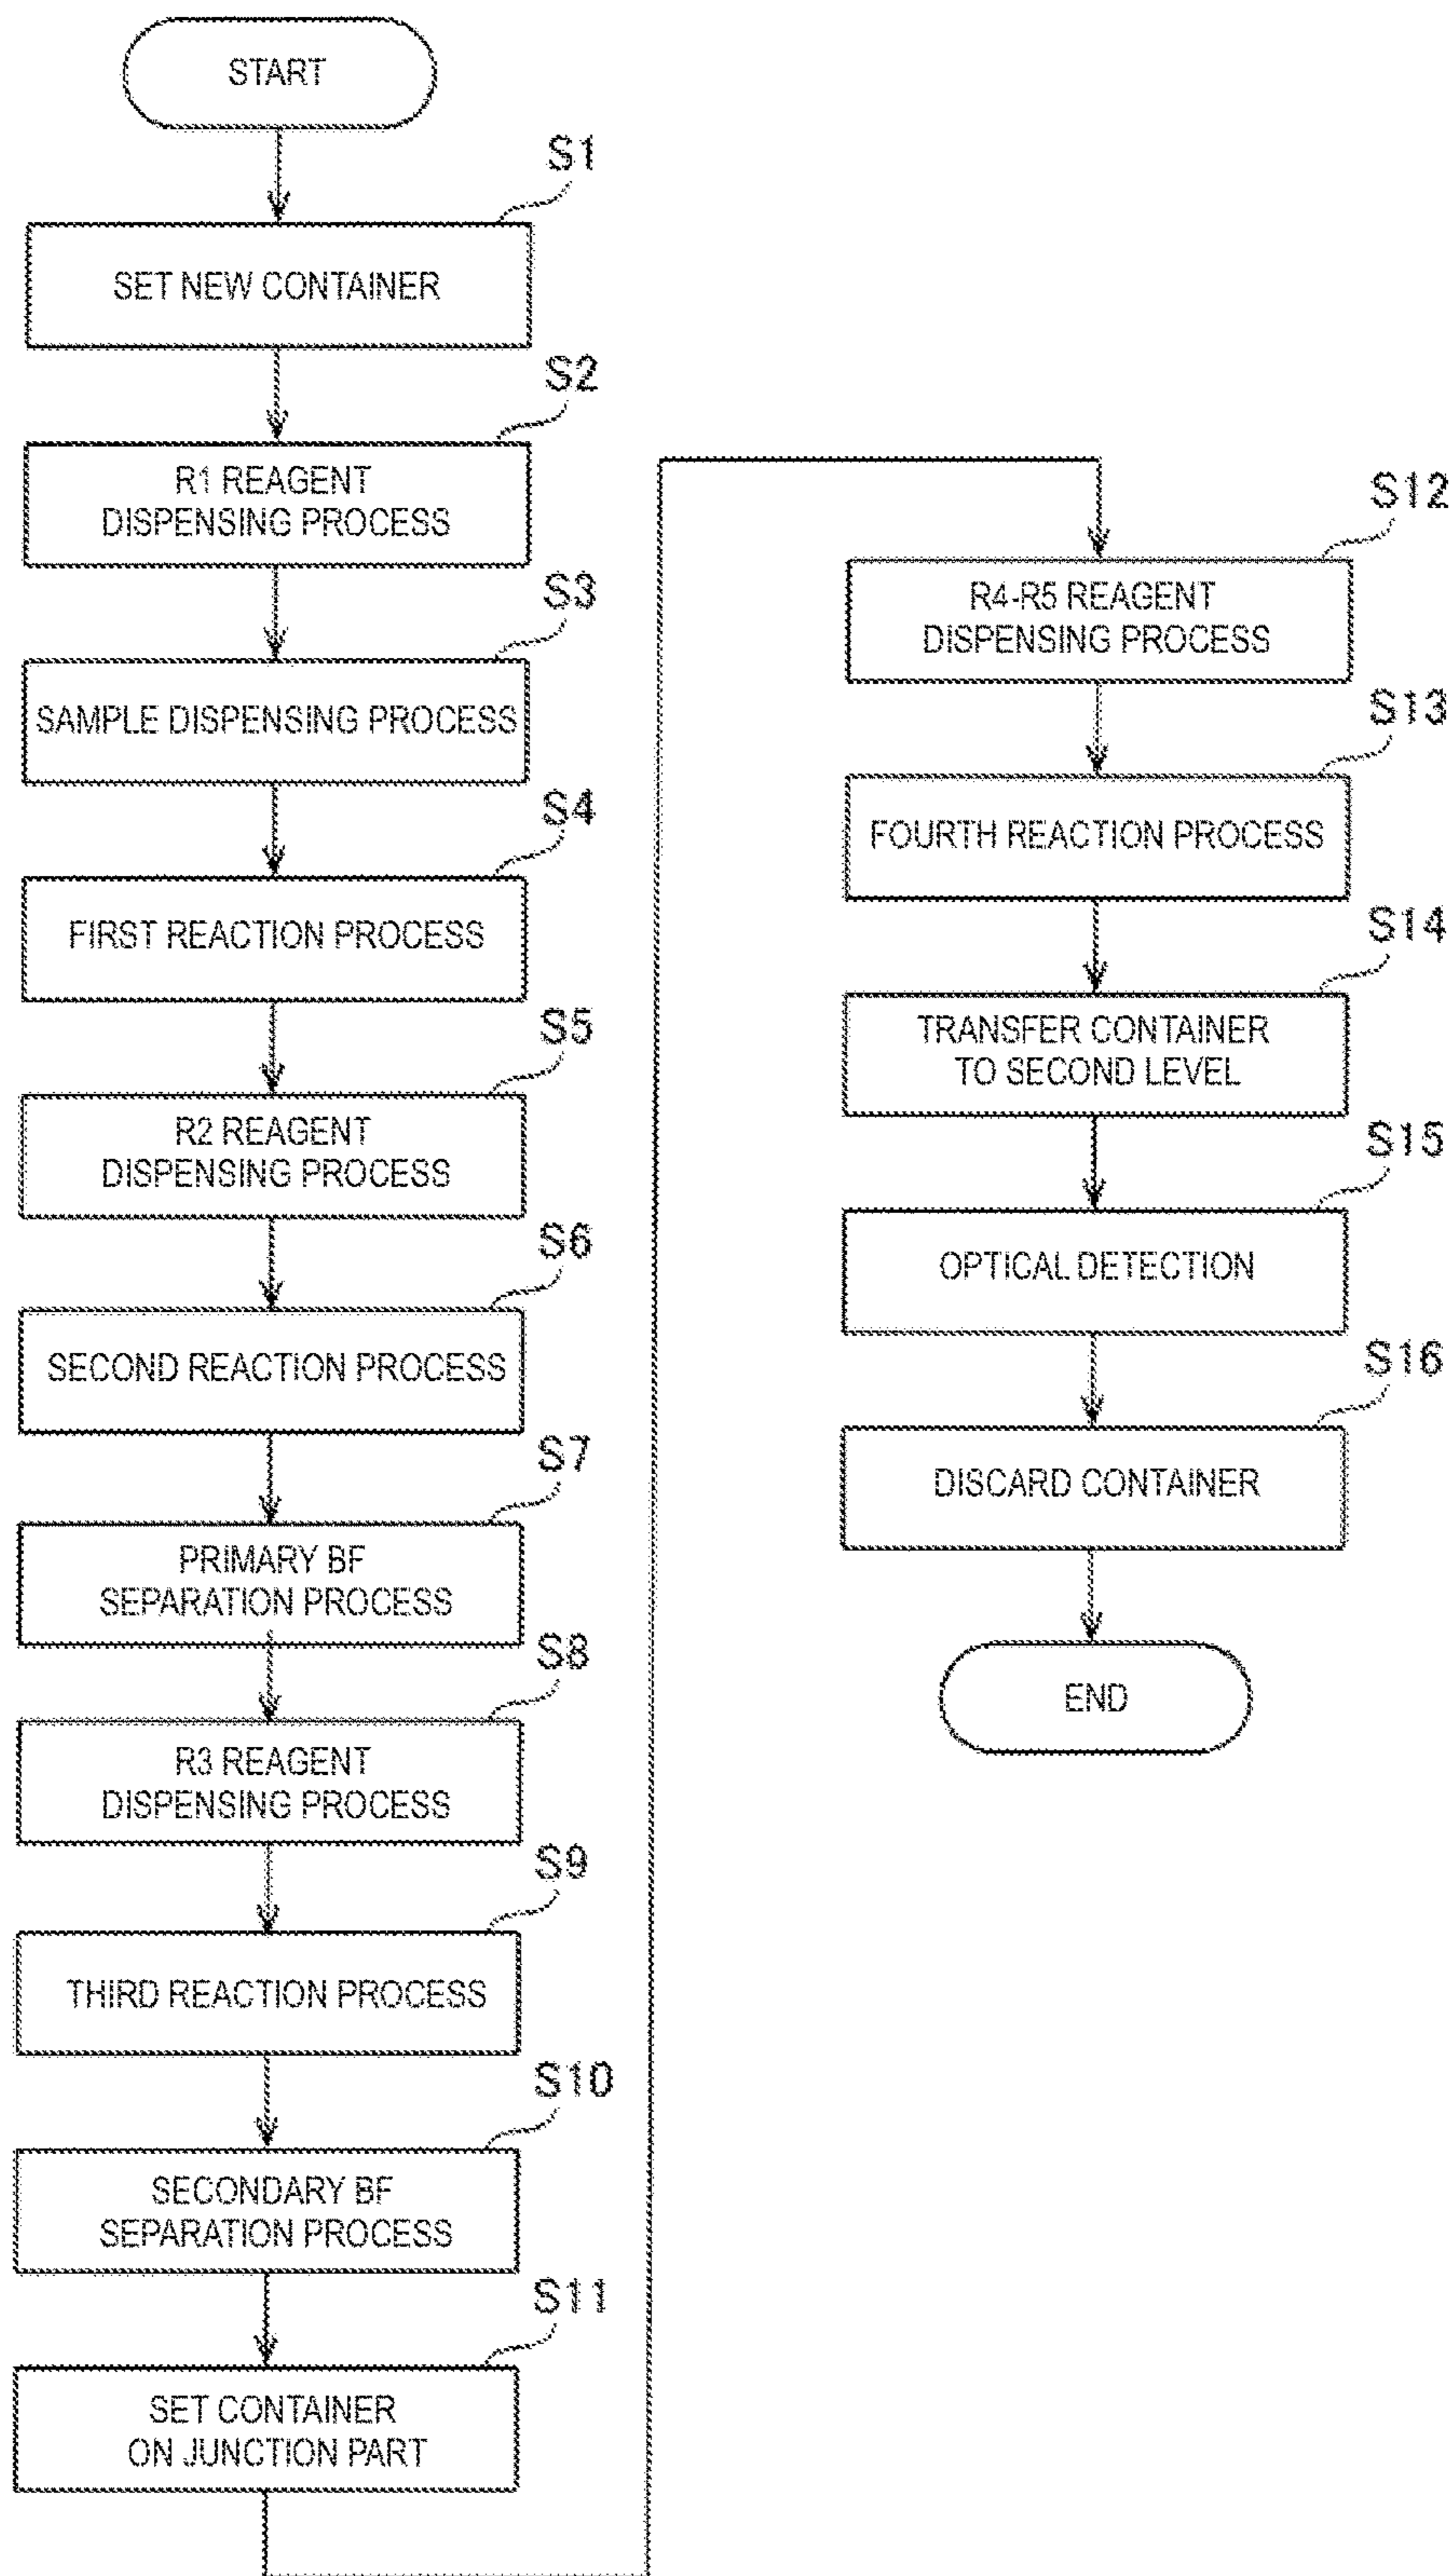 START
S1
SET NEW CONTAINER
S2
R1 REAGENT
DISPENSING PROCESS
S3
SAMPLE DISPENSING PROCESS
S4
FIRST REACTION PROCESS
S5
R2 REAGENT
DISPENSING PROCESS
S6
SECOND REACTION PROCESS
S7
PRIMARY BF
SEPARATION PROCESS
S8
R3 REAGENT
DISPENSING PROCESS
S9
THIRD REACTION PROCESS
S10
SECONDARY BF
SEPARATION PROCESS
S11
SET CONTAINER
ON JUNCTION PART
S12
R4-R5 REAGENT
DISPENSING PROCESS
S13
FOURTH REACTION PROCESS
S14
TRANSFER CONTAINER
TO SECOND LEVEL
S15
OPTICAL DETECTION
S16
DISCARD CONTAINER
END